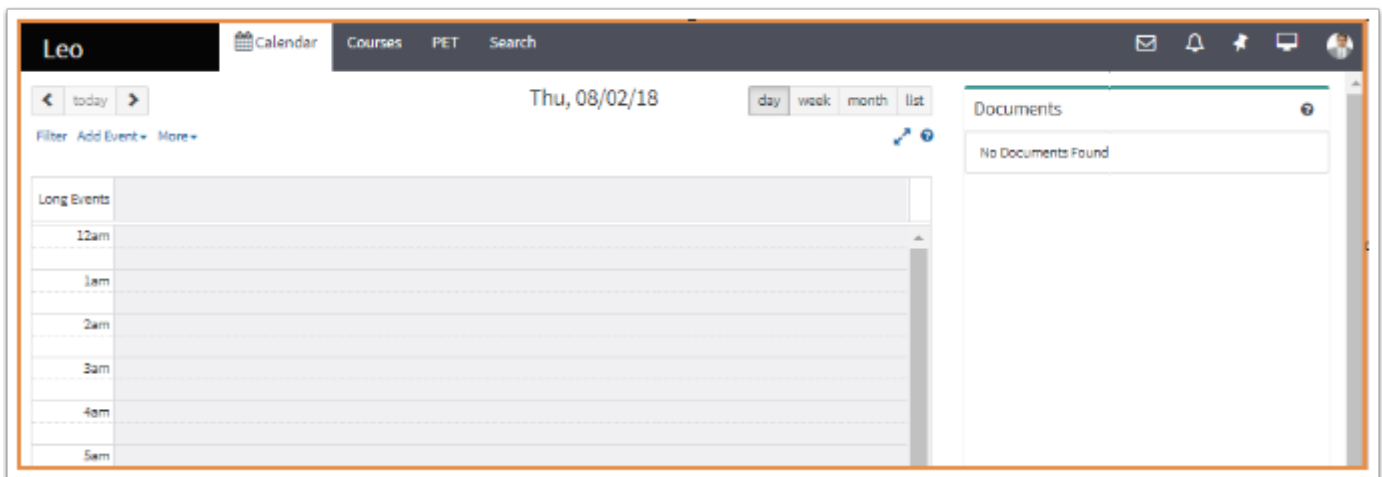 Leo Calendar Courses PET Search
today Thu, 08/02/18 day week month list
Filter Add Event More
Documents
No Documents Found
Long Events
12am
1am
2am
3am
4am
5am